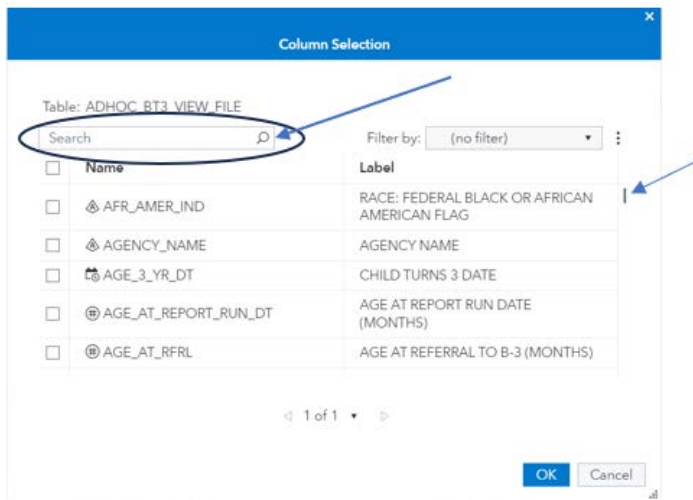 Column Selection
Table: ADHOC_BT3_VIEW_FILE
Search Filter by: (no filter)
Name Label
AFR_AMER_IND RACE: FEDERAL BLACK OR AFRICAN
AMERICAN FLAG
AGENCY_NAME AGENCY NAME
AGE_3_YR_DT CHILD TURNS 3 DATE
AGE_AT_REPORT_RUN_DT AGE AT REPORT RUN DATE
(MONTHS)
AGE_AT_RFRL AGE AT REFERRAL TO B-3 (MONTHS)
1 of 1
OK Cancel